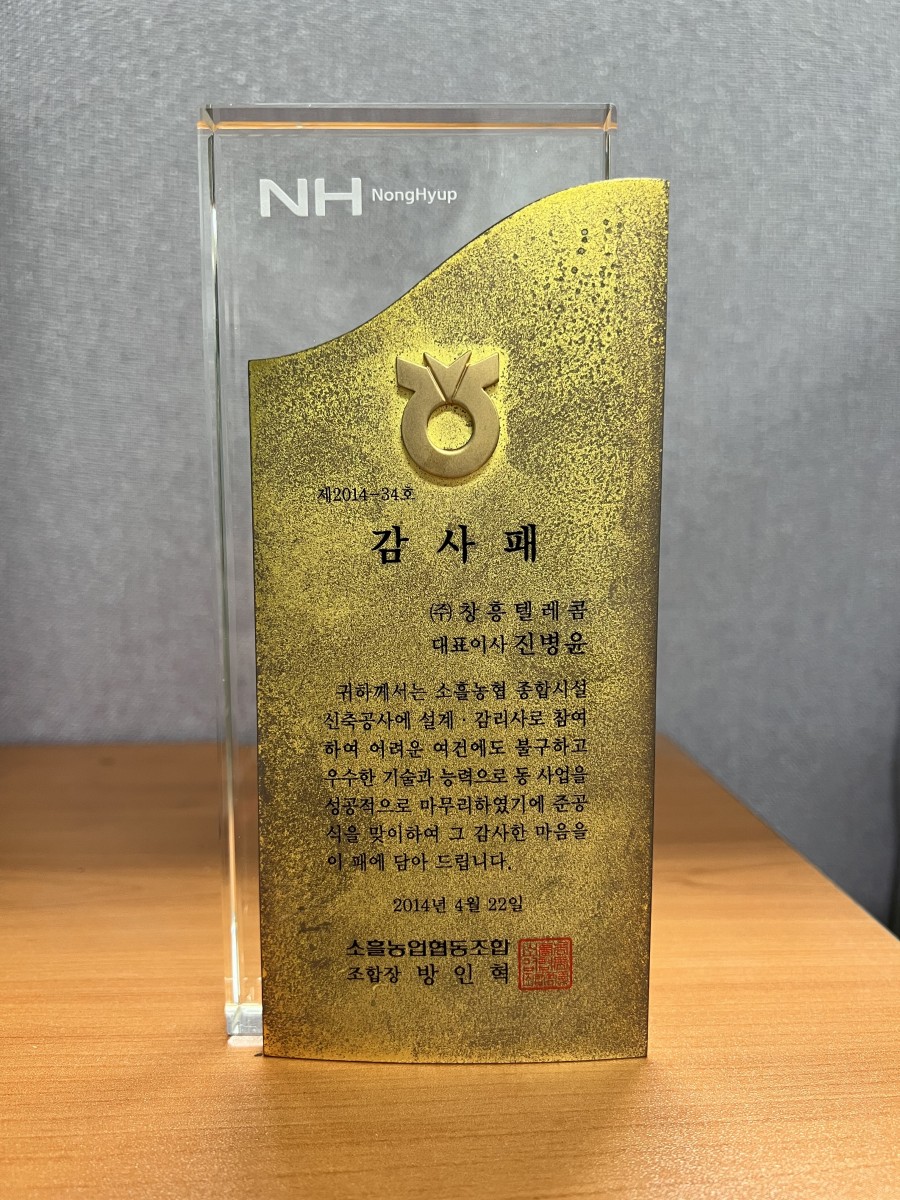 NH NongHyup
제2014-34호
감 사 패
(주) 창 흥 텔 레 콤
대표이사 진병윤
귀하께서는 소흘농협 종합시설
신축공사에 설계 · 감리사로 참여
하여 어려운 여건에도 불구하고
우수한 기술과 능력으로 동 사업을
성공적으로 마무리하였기에 준공
식을 맞이하여 그 감사한 마음을
이 패에 담아 드립니다.
2014년 4월 22일
소흘농업협동조합
조합장 방 인 혁